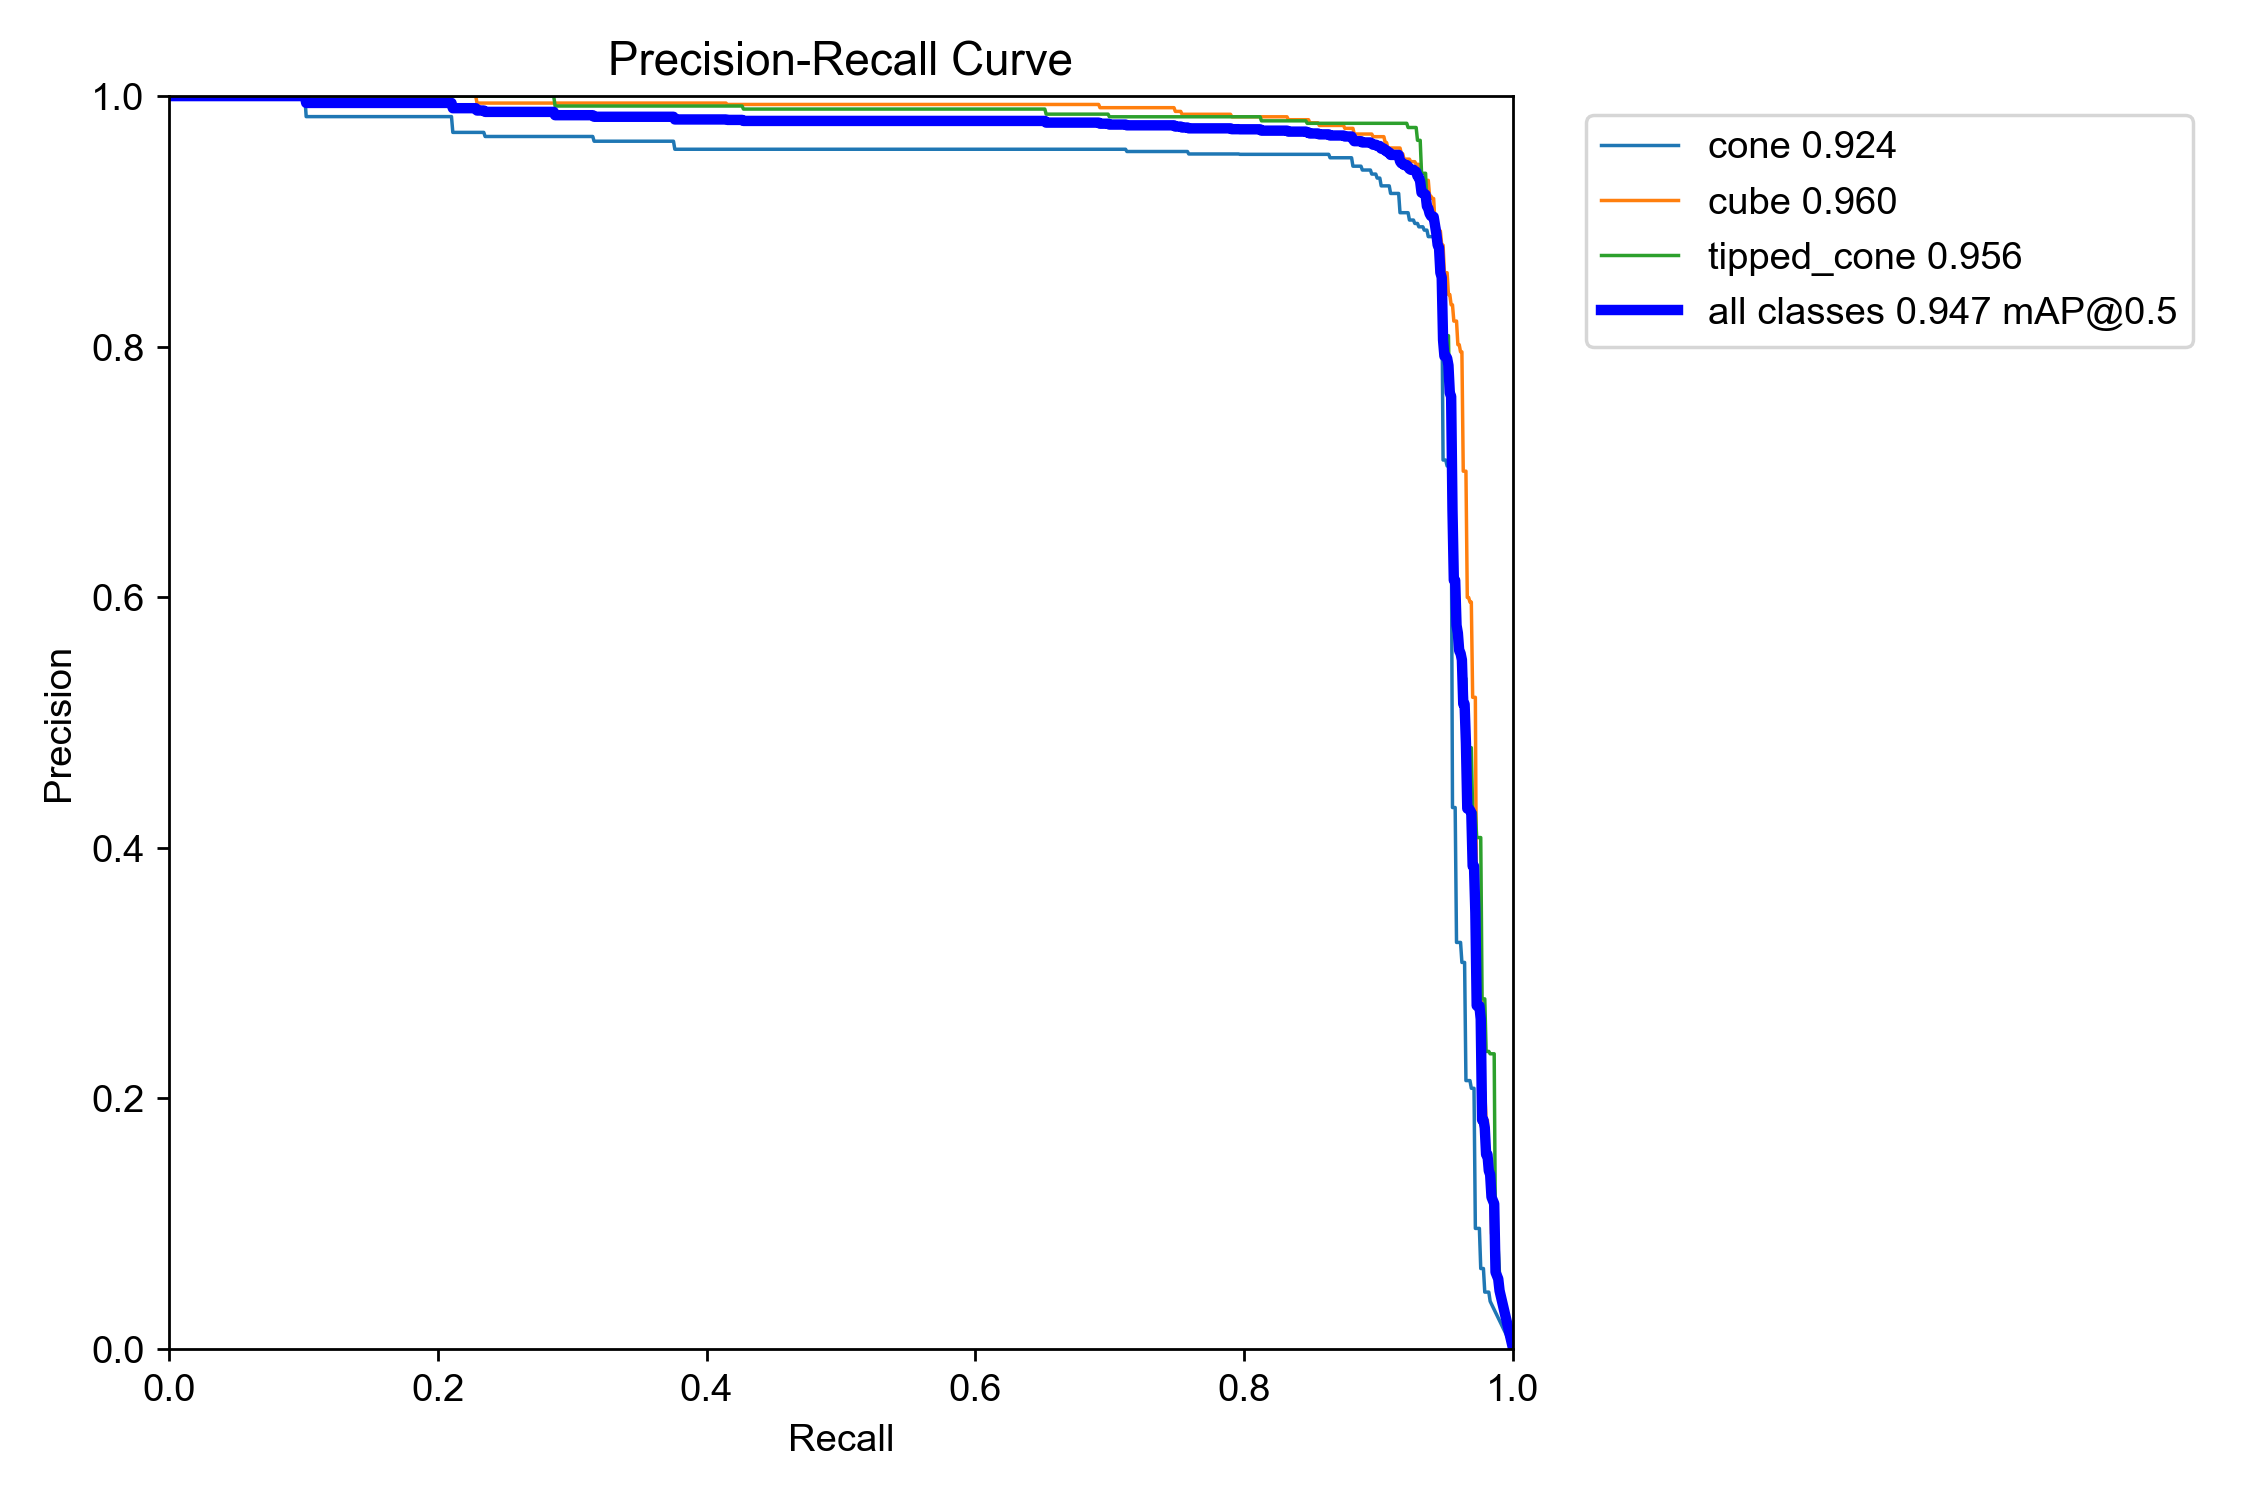 Precision-Recall Curve
1.0
0.8
0.6
0.4
0.2
0.0
Precision
0.0 0.2 0.4 0.6 0.8 1.0
Recall
cone 0.924
cube 0.960
tipped_cone 0.956
all classes 0.947 mAP@0.5